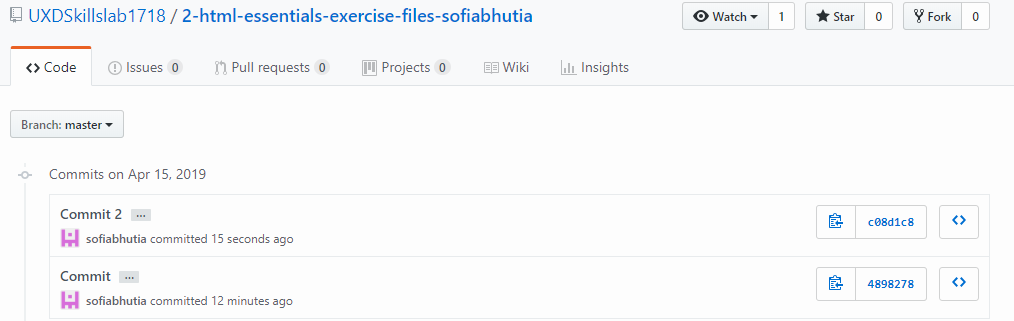 UXDSkillslab1718 / 2-html-essentials-exercise-files-sofiabhutia
Watch 1 Star 0 Fork 0
Code Issues 0 Pull requests 0 Projects 0 Wiki Insights
Branch: master
Commits on Apr 15, 2019
Commit 2 ...
c08d1c8
sofiabhutia committed 15 seconds ago
Commit ...
4898278
sofiabhutia committed 12 minutes ago